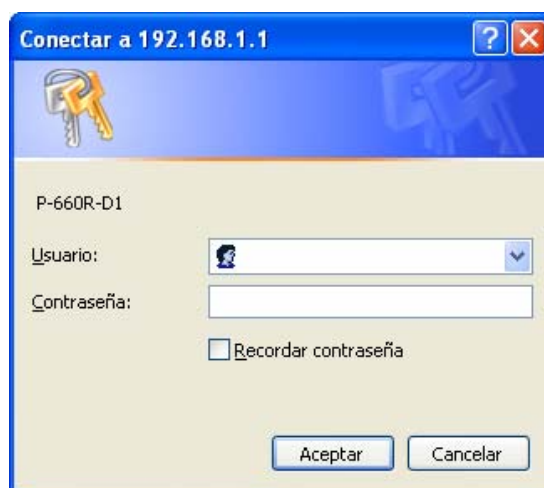 Conectar a 192.168.1.1
P-660R-D1
Usuario:
Contraseña:
Recordar contraseña
Aceptar Cancelar